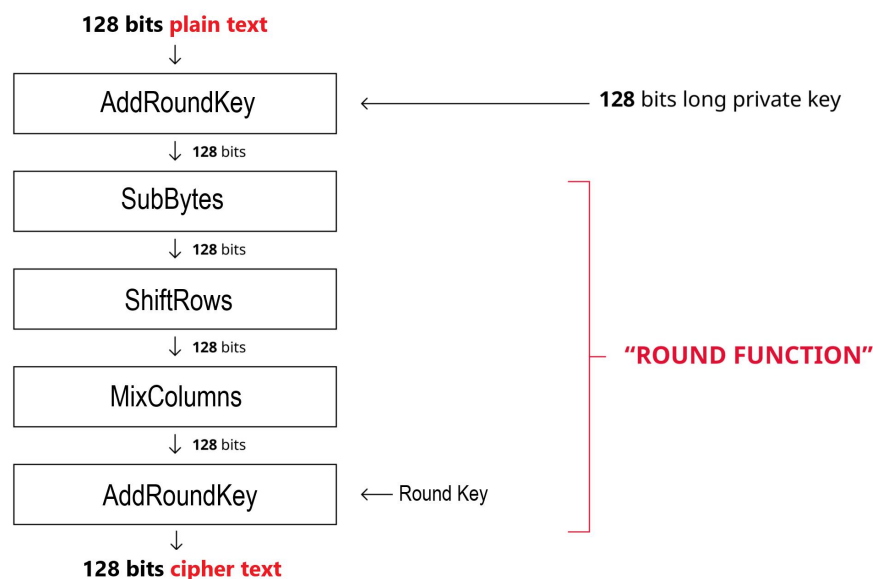 128 bits plain text
AddRoundKey
128 bits long private key
128 bits
SubBytes
128 bits
ShiftRows
128 bits
“ROUND FUNCTION”
MixColumns
128 bits
AddRoundKey
Round Key
128 bits cipher text